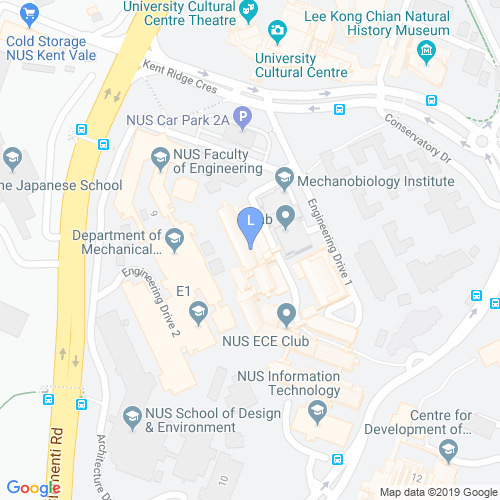 University Cultural
Centre Theatre
Lee Kong Chian Natural
History Museum
Cold Storage
NUS Kent Vale
University
Cultural Centre
Kent Ridge Cres
NUS Car Park 2A
P
Conservatory Dr
NUS Faculty
of Engineering
The Japanese School
Mechanobiology Institute
9
L
Engineering Drive 1
Department of
Mechanical...
Engineering Drive 2
E1
NUS ECE Club
NUS Information
Technology
NUS School of Design
& Environment
Centre for
Development of...
Architecture Dr
10
12
Google
Map data ©2019 Google